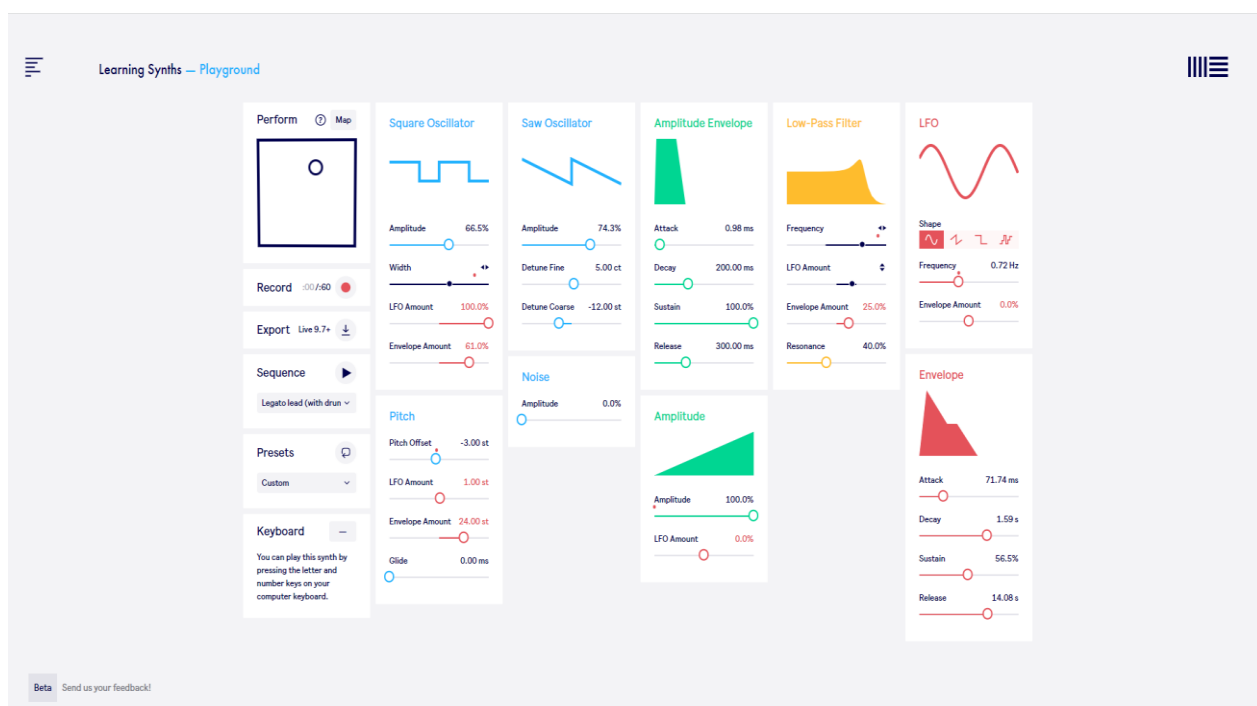 Learning Synths — Playground
Perform ? Map
Record :00 /:60
Export Live 9.7+
Sequence
Legato lead (with drun
Presets
Custom
Keyboard –
You can play this synth by
pressing the letter and
number keys on your
computer keyboard.
Square Oscillator
Amplitude 66.5%
Width
LFO Amount 100.0%
Envelope Amount 61.0%
Pitch
Pitch Offset -3.00 st
LFO Amount 1.00 st
Envelope Amount 24.00 st
Glide 0.00 ms
Saw Oscillator
Amplitude 74.3%
Detune Fine 5.00 ct
Detune Coarse -12.00 st
Noise
Amplitude 0.0%
Amplitude Envelope
Attack 0.98 ms
Decay 200.00 ms
Sustain 100.0%
Release 300.00 ms
Amplitude
Amplitude 100.0%
LFO Amount 0.0%
Low-Pass Filter
Frequency
LFO Amount
Envelope Amount 25.0%
Resonance 40.0%
LFO
Shape
Frequency 0.72 Hz
Envelope Amount 0.0%
Envelope
Attack 71.74 ms
Decay 1.59 s
Sustain 56.5%
Release 14.08 s
Beta Send us your feedback!